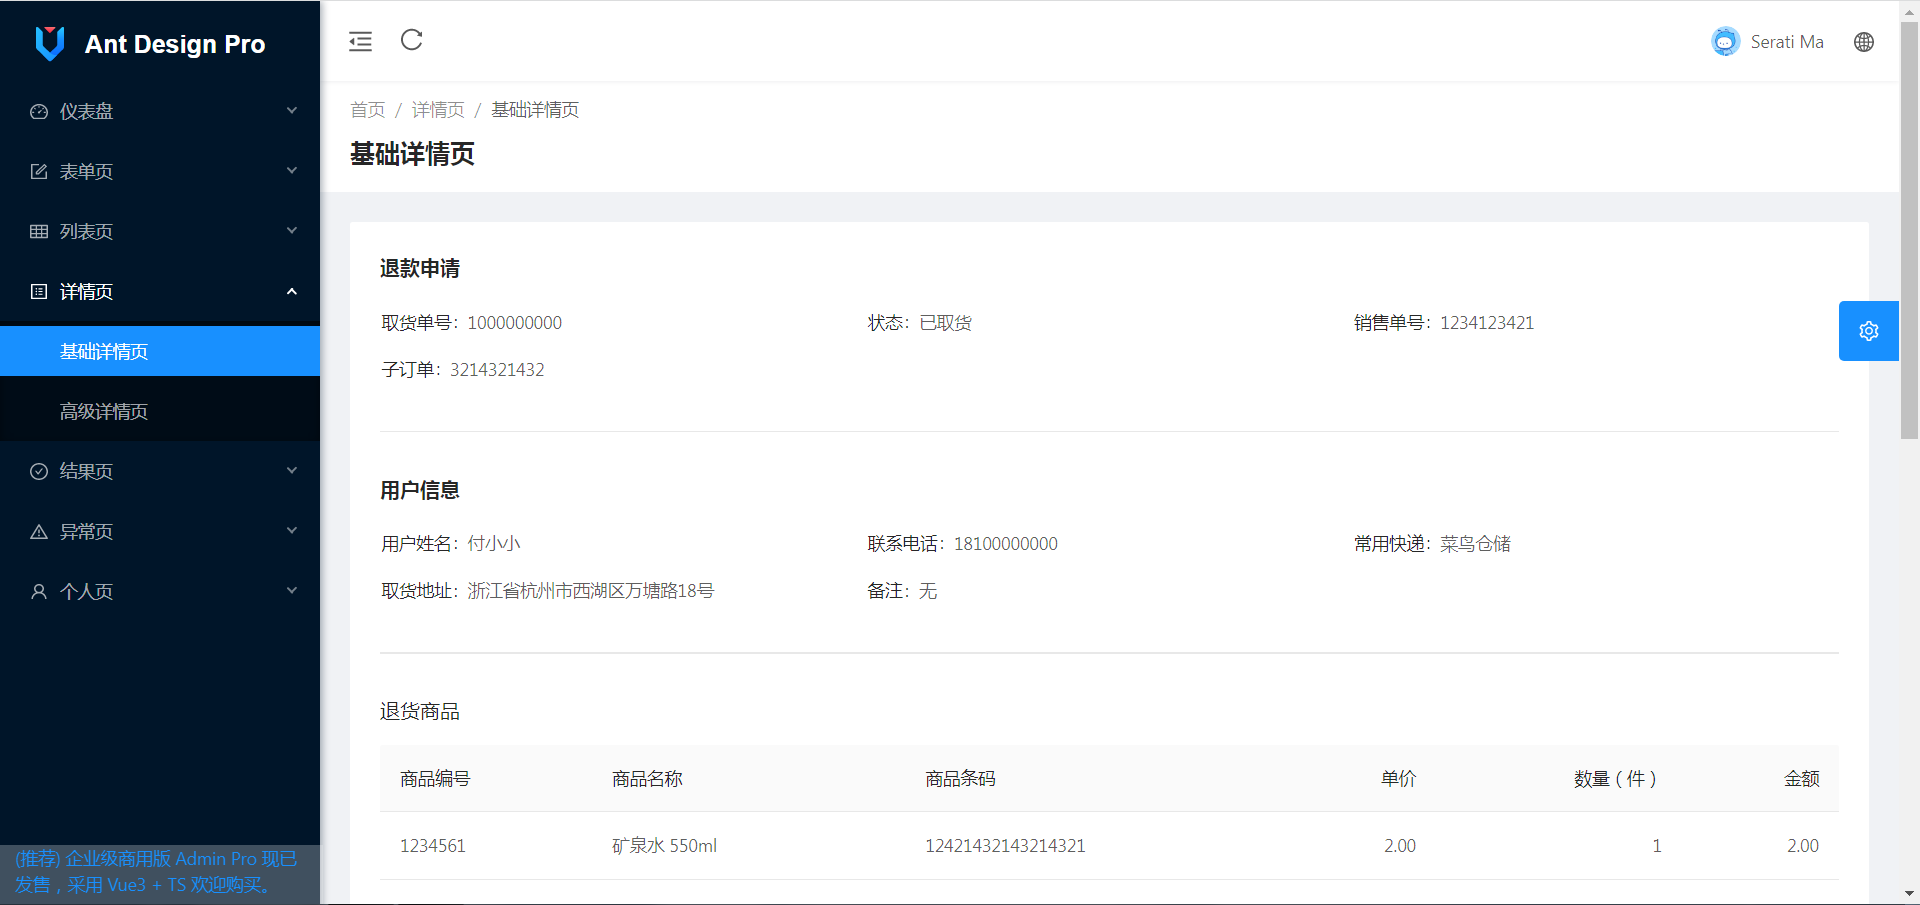 Ant Design Pro
仪表盘
表单页
列表页
详情页
基础详情页
高级详情页
结果页
异常页
个人页
(推荐) 企业级商用版 Admin Pro 现已
发售，采用 Vue3 + TS 欢迎购买。
Serati Ma
首页 / 详情页 / 基础详情页
基础详情页
退款申请
取货单号：1000000000 状态：已取货 销售单号：1234123421
子订单：3214321432
用户信息
用户姓名：付小小 联系电话：18100000000 常用快递：菜鸟仓储
取货地址：浙江省杭州市西湖区万塘路18号 备注：无
退货商品
商品编号 商品名称 商品条码 单价 数量（件） 金额
1234561 矿泉水 550ml 12421432143214321 2.00 1 2.00